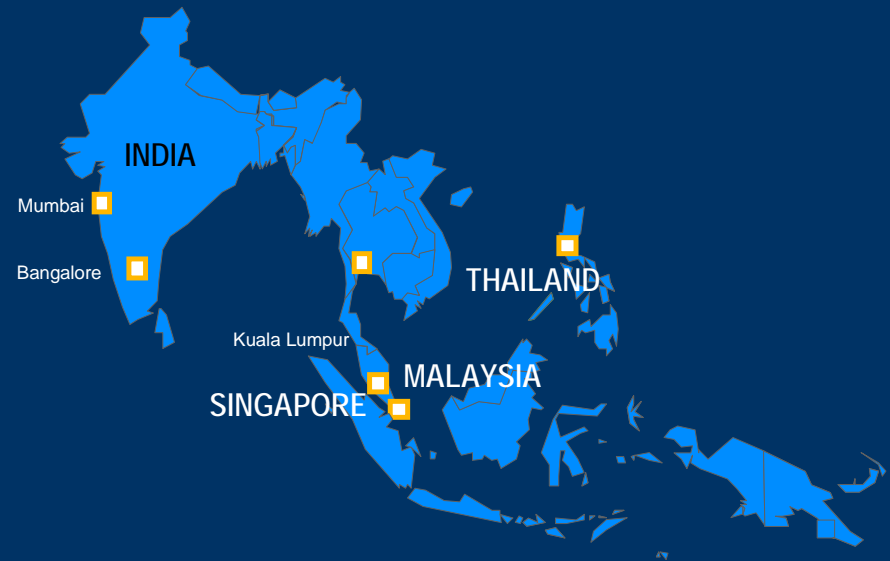 INDIA
Mumbai
Bangalore
THAILAND
Kuala Lumpur
MALAYSIA
SINGAPORE